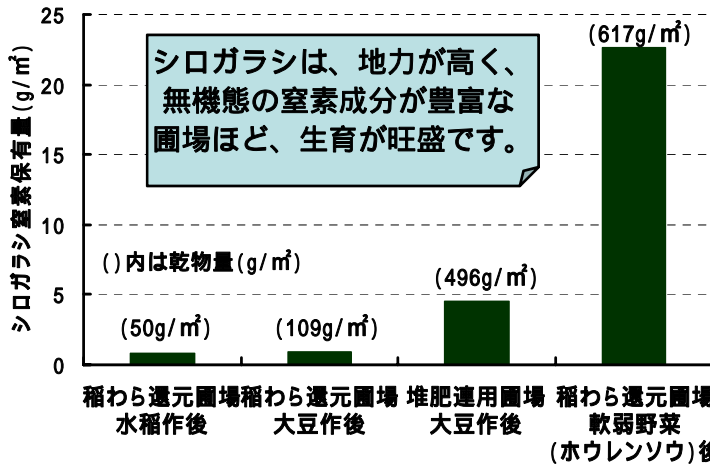 シロガラシは、地力が高く、
無機態の窒素成分が豊富な
圃場ほど、生育が旺盛です。
シロガラシ窒素保有量(g/㎡)
25
20
15
10
5
0
()内は乾物量(g/㎡)
(50g/㎡)
(109g/㎡)
(496g/㎡)
(617g/㎡)
稲わら還元圃場
水稲作後
稲わら還元圃場
大豆作後
堆肥連用圃場
大豆作後
稲わら還元圃場
軟弱野菜
(ホウレンソウ)後